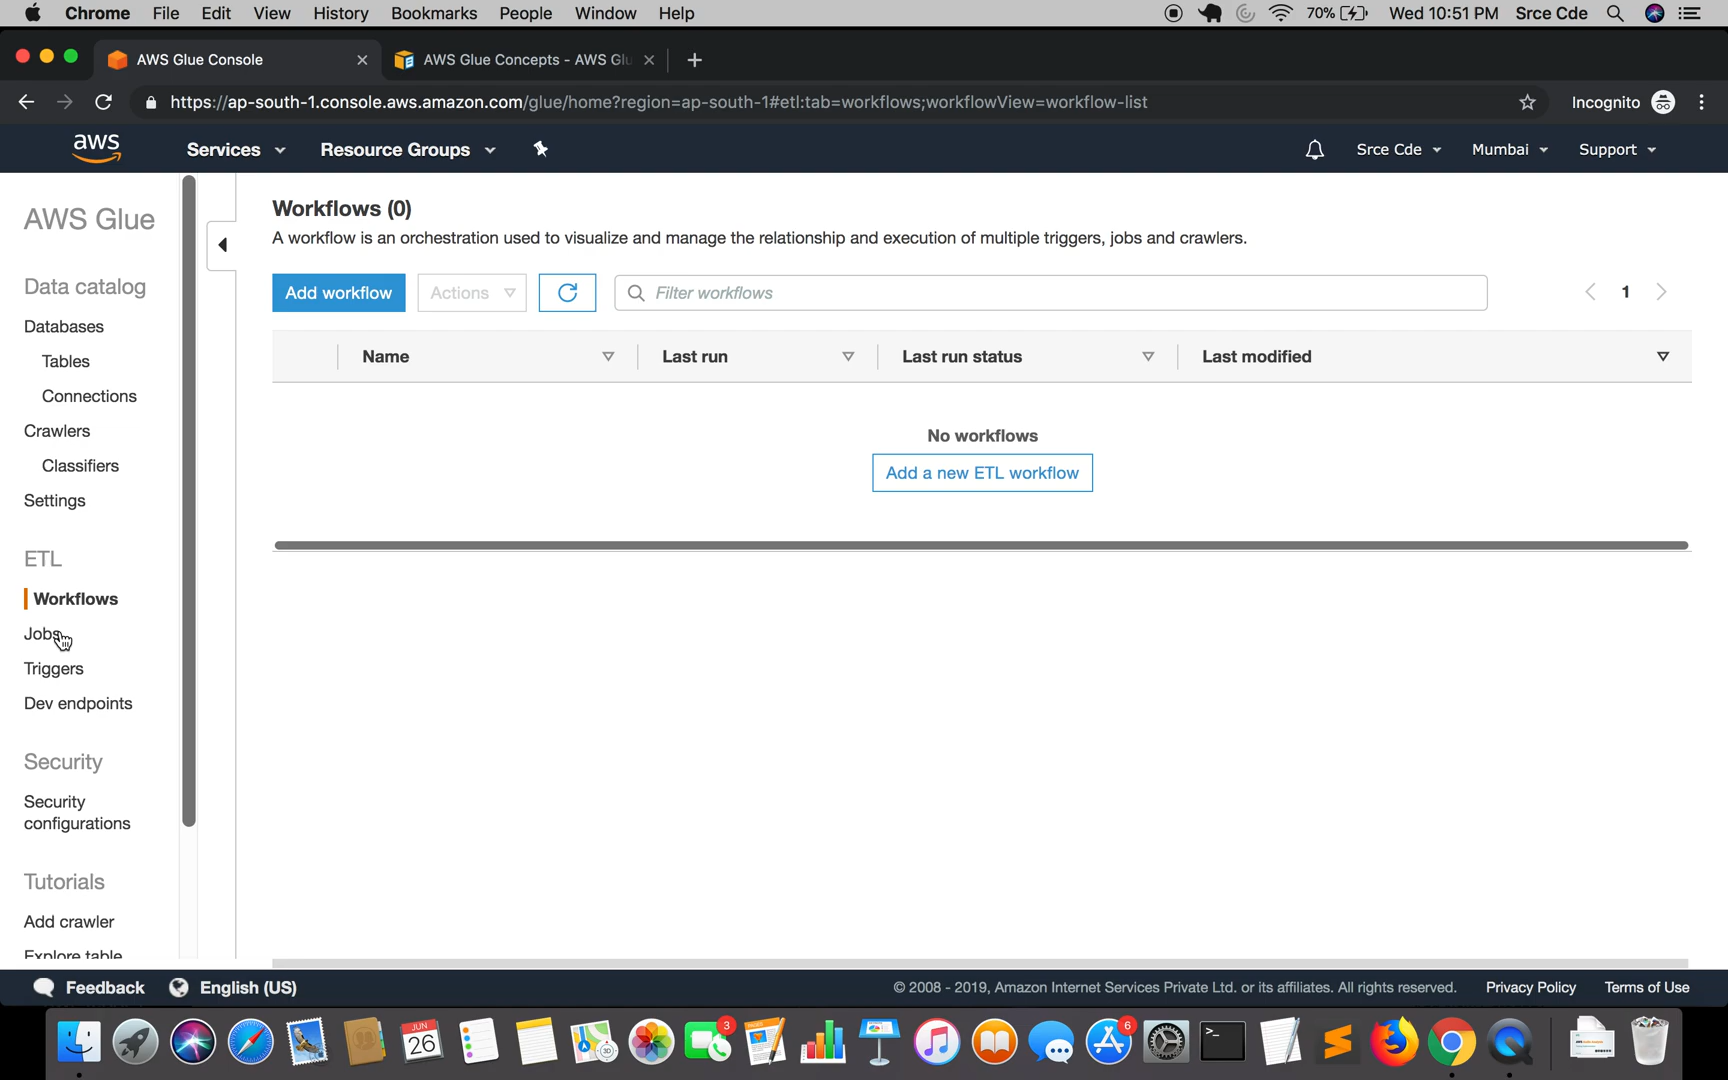 Chrome File Edit View History Bookmarks People Window Help 70% Wed 10:51 PM Srce Cde
AWS Glue Console AWS Glue Concepts - AWS Glu
https://ap-south-1.console.aws.amazon.com/glue/home?region=ap-south-1#etl:tab=workflows;workflowView=workflow-list Incognito
aws Services Resource Groups Srce Cde Mumbai Support
AWS Glue
Data catalog
Databases
Tables
Connections
Crawlers
Classifiers
Settings
ETL
Workflows
Jobs
Triggers
Dev endpoints
Security
Security
configurations
Tutorials
Add crawler
Explore table
Workflows (0)
A workflow is an orchestration used to visualize and manage the relationship and execution of multiple triggers, jobs and crawlers.
Add workflow Actions Filter workflows 1
Name Last run Last run status Last modified
No workflows
Add a new ETL workflow
Feedback English (US) © 2008 - 2019, Amazon Internet Services Private Ltd. or its affiliates. All rights reserved. Privacy Policy Terms of Use
JUN
26
3
6